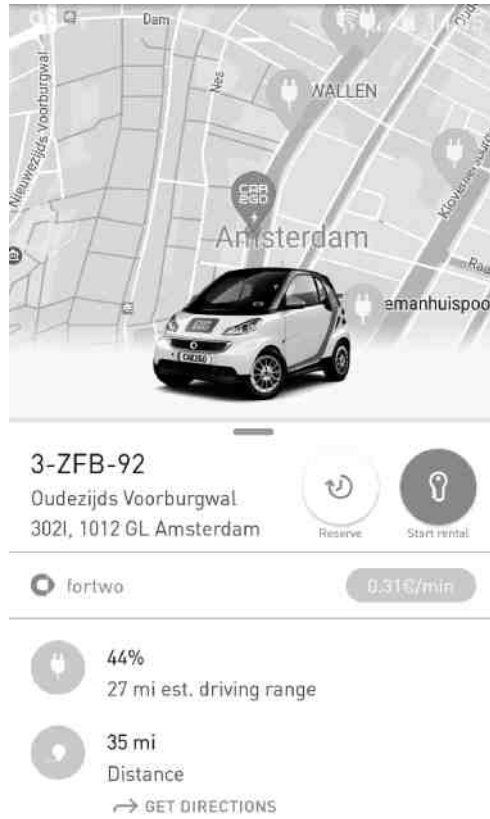 Dam
Nieuwezijds Voorburgwal
Nes
WALLEN
CAR2GO
Amsterdam
emanhuispoo
CAR2GO
3-ZFB-92
Oudezijds Voorburgwal
302I, 1012 GL Amsterdam
Reserve
Start rental
fortwo
0.31€/min
44%
27 mi est. driving range
35 mi
Distance
GET DIRECTIONS